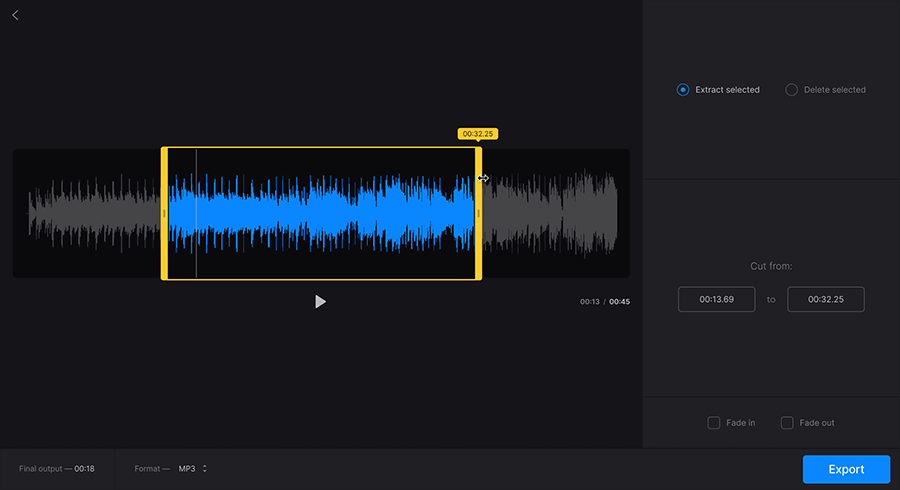 Extract selected
Delete selected
00:32.25
Cut from:
00:13.69 to 00:32.25
00:13 / 00:45
Fade in
Fade out
Final output — 00:18
Format — MP3
Export